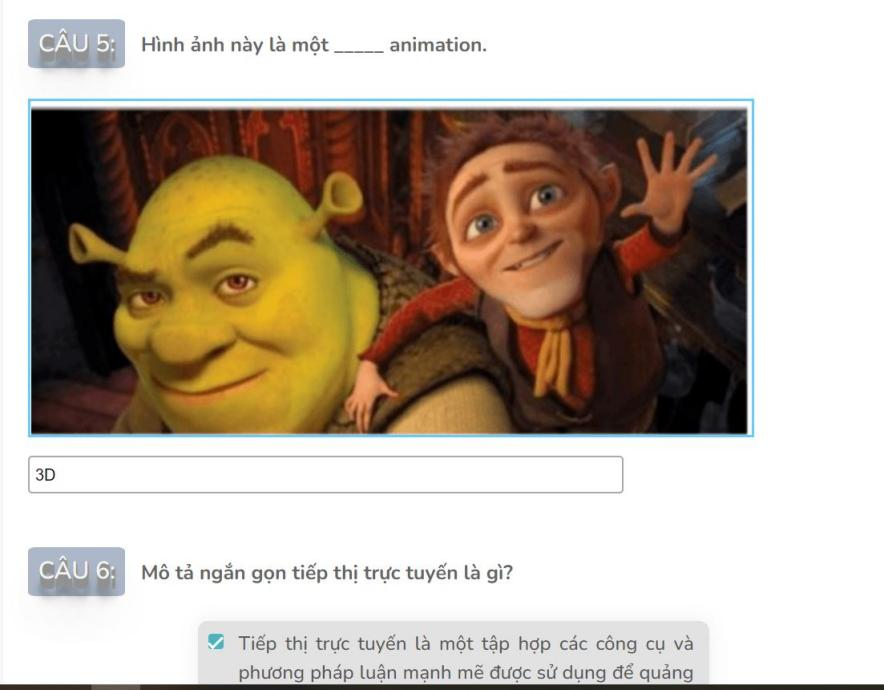 CÂU 5: Hình ảnh này là một _____ animation.
3D
CÂU 6: Mô tả ngắn gọn tiếp thị trực tuyến là gì?
Tiếp thị trực tuyến là một tập hợp các công cụ và
phương pháp luận mạnh mẽ được sử dụng để quảng